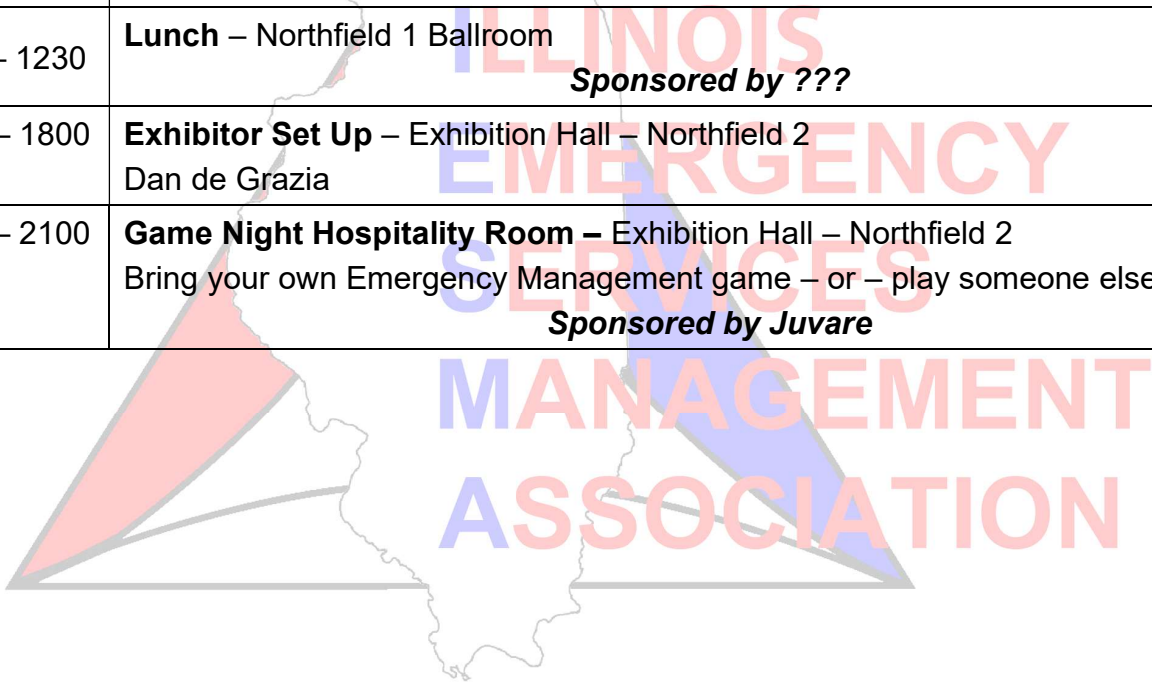 – 1230
Lunch – Northfield 1 Ballroom
Sponsored by ???
– 1800
Exhibitor Set Up – Exhibition Hall – Northfield 2
Dan de Grazia
– 2100
Game Night Hospitality Room – Exhibition Hall – Northfield 2
Bring your own Emergency Management game – or – play someone else
Sponsored by Juvare
ILLINOIS
EMERGENCY
SERVICES
MANAGEMENT
ASSOCIATION